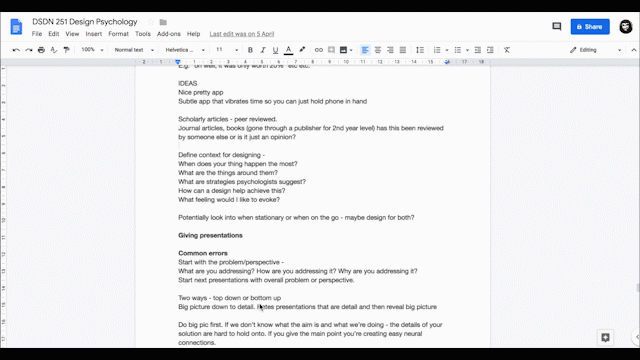 DSDN 251 Design Psychology
File Edit View Insert Format Tools Add-ons Help Last edit was on 5 April
Share
100% Normal text Helvetica ... 11 B I U A Editing
E.g. "oh well, it was only worth 20%" etc etc.
IDEAS
Nice pretty app
Subtle app that vibrates time so you can just hold phone in hand
Scholarly articles - peer reviewed.
Journal articles, books (gone through a publisher for 2nd year level) has this been reviewed
by someone else or is it just an opinion?
Define context for designing -
When does your thing happen the most?
What are the things around them?
What are strategies psychologists suggest?
How can a design help achieve this?
What feeling would I like to evoke?
Potentially look into when stationary or when on the go - maybe design for both?
Giving presentations
Common errors
Start with the problem/perspective -
What are you addressing? How are you addressing it? Why are you addressing it?
Start next presentations with overall problem or perspective.
Two ways - top down or bottom up
Big picture down to detail. presentations that are detail and then reveal big picture
Do big pic first. If we don't know what the aim is and what we're doing - the details of your
solution are hard to hold onto. If you give the main point you're creating easy neural
connections.